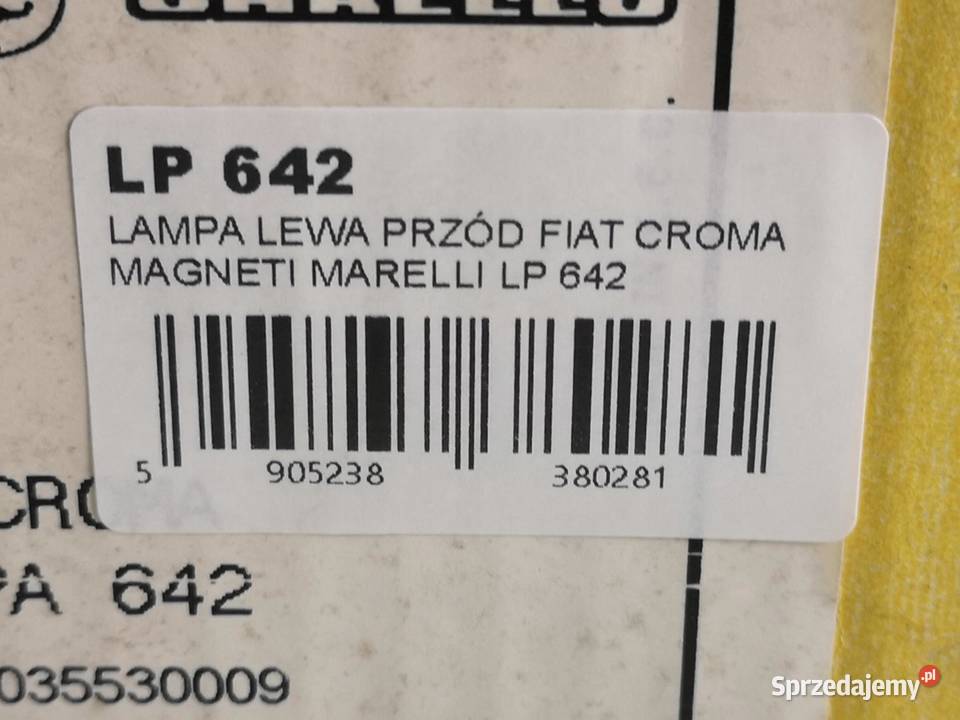 LP 642
LAMPA LEWA PRZÓD FIAT CROMA
MAGNETI MARELLI LP 642
5 905238 380281
642
035530009
Sprzedajemy.pl